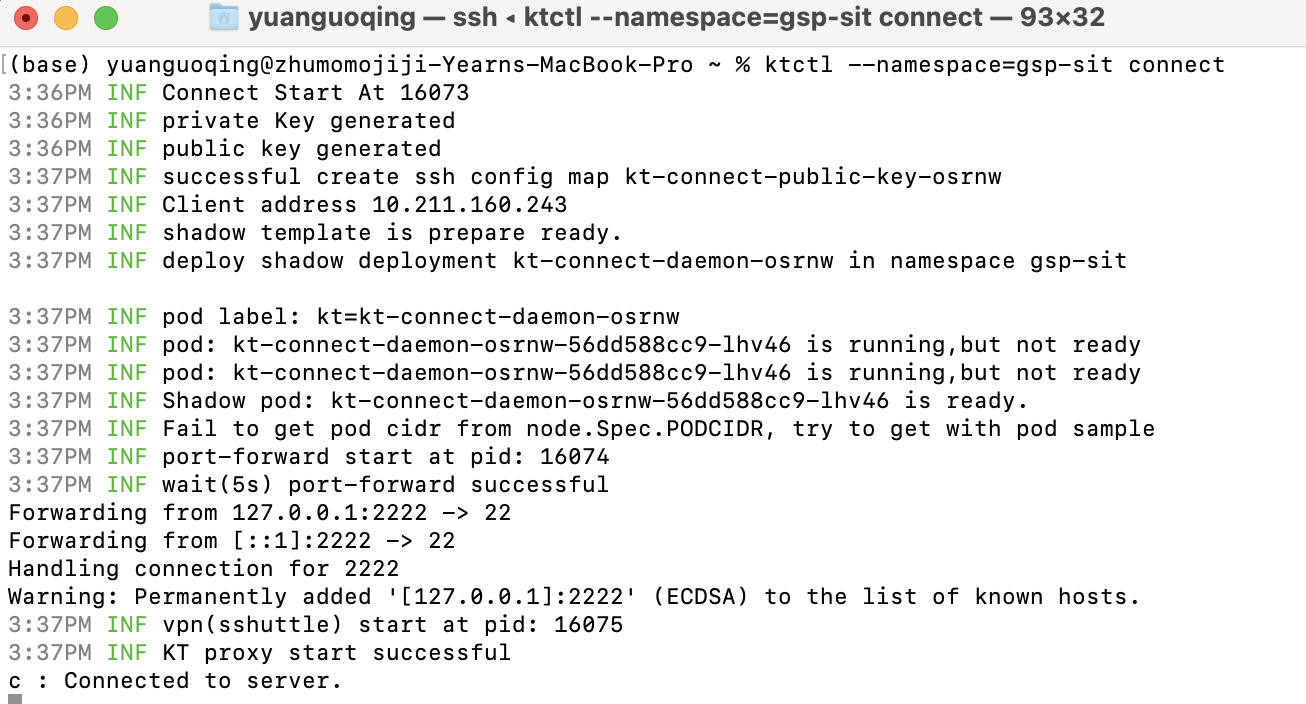 yuanguoqing — ssh ◂ ktctl --namespace=gsp-sit connect — 93×32
[(base) yuanguoqing@zhumomojiji-Yearns-MacBook-Pro ~ % ktctl --namespace=gsp-sit connect
3:36PM INF Connect Start At 16073
3:36PM INF private Key generated
3:36PM INF public key generated
3:37PM INF successful create ssh config map kt-connect-public-key-osrnw
3:37PM INF Client address 10.211.160.243
3:37PM INF shadow template is prepare ready.
3:37PM INF deploy shadow deployment kt-connect-daemon-osrnw in namespace gsp-sit
3:37PM INF pod label: kt=kt-connect-daemon-osrnw
3:37PM INF pod: kt-connect-daemon-osrnw-56dd588cc9-lhv46 is running,but not ready
3:37PM INF pod: kt-connect-daemon-osrnw-56dd588cc9-lhv46 is running,but not ready
3:37PM INF Shadow pod: kt-connect-daemon-osrnw-56dd588cc9-lhv46 is ready.
3:37PM INF Fail to get pod cidr from node.Spec.PODCIDR, try to get with pod sample
3:37PM INF port-forward start at pid: 16074
3:37PM INF wait(5s) port-forward successful
Forwarding from 127.0.0.1:2222 -> 22
Forwarding from [::1]:2222 -> 22
Handling connection for 2222
Warning: Permanently added '[127.0.0.1]:2222' (ECDSA) to the list of known hosts.
3:37PM INF vpn(sshuttle) start at pid: 16075
3:37PM INF KT proxy start successful
c : Connected to server.